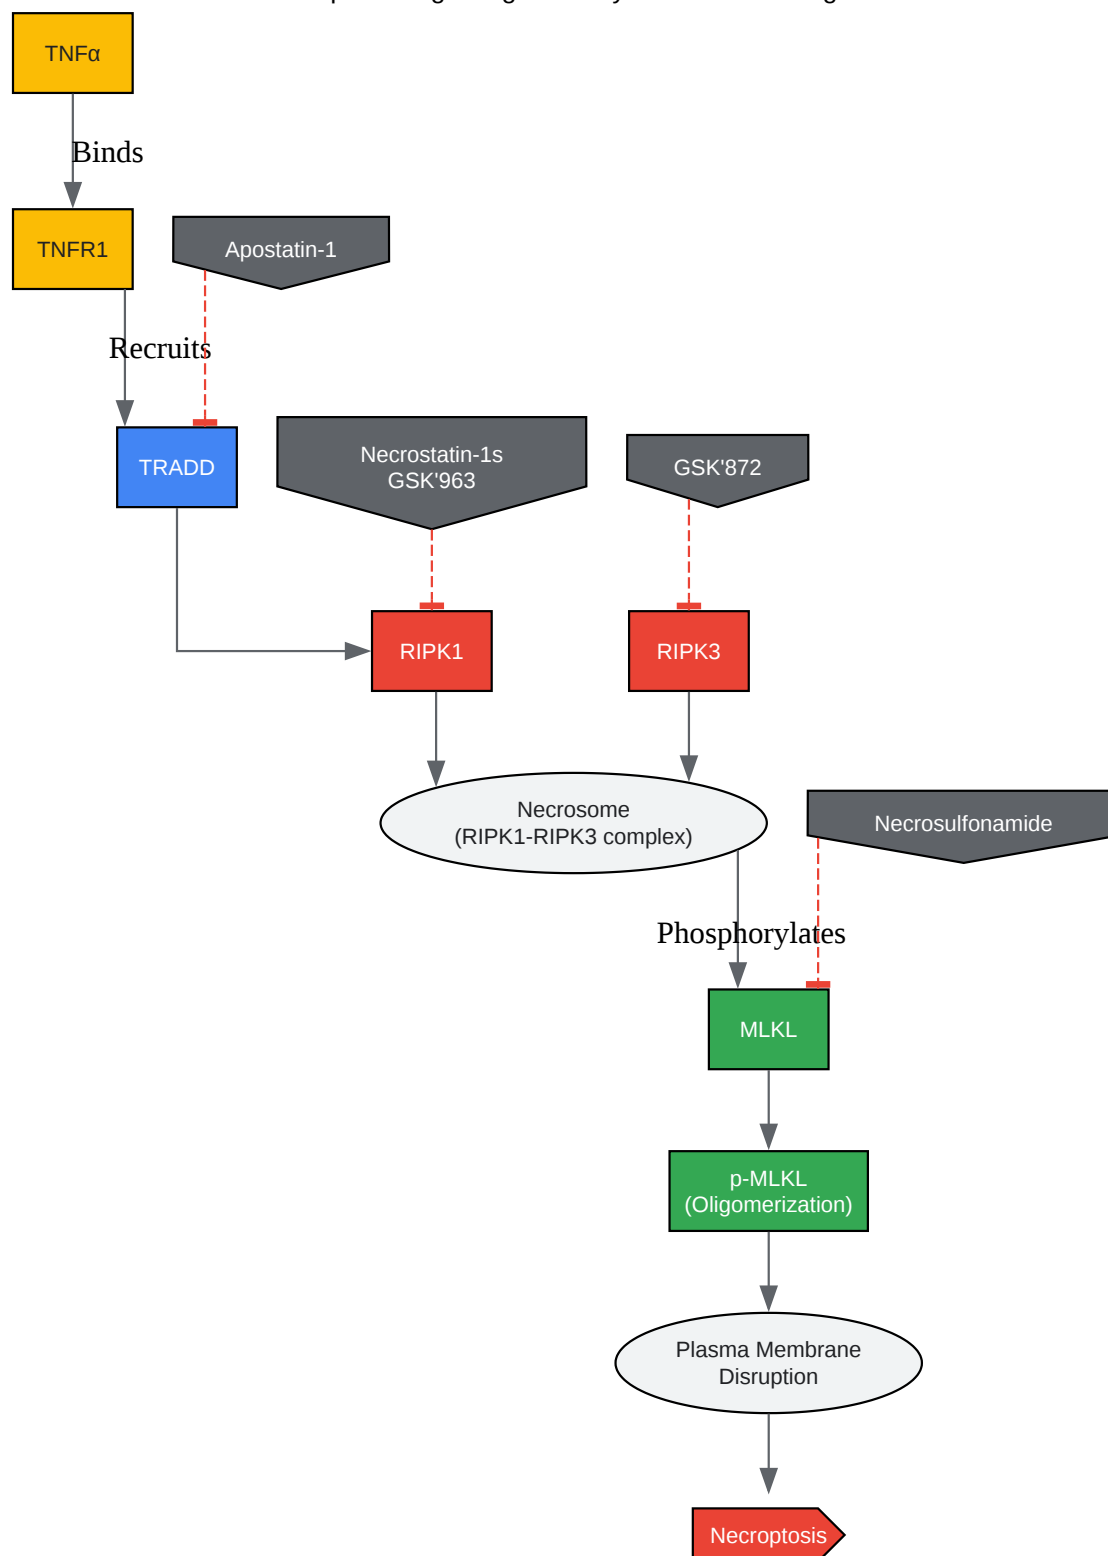 TNFα
Binds
TNFR1
Apostatin-1
Recruits
TRADD
Necrostatin-1s
GSK'963
GSK'872
RIPK1
RIPK3
Necrosome
(RIPK1-RIPK3 complex)
Necrosulfonamide
Phosphorylates
MLKL
p-MLKL
(Oligomerization)
Plasma Membrane
Disruption
Necroptosis